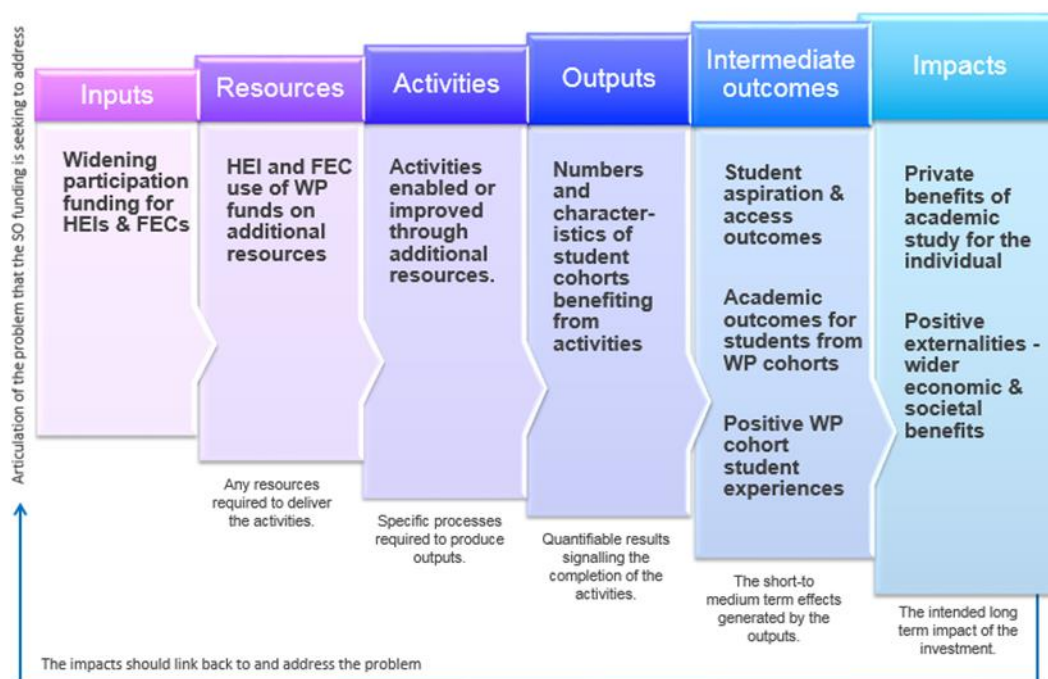 Articulation of the problem that the SO funding is seeking to address
Inputs
Widening
participation
funding for
HEIs & FECs
Resources
HEI and FEC
use of WP
funds on
additional
resources
Any resources
required to deliver
the activities.
Activities
Activities
enabled or
improved
through
additional
resources.
Specific processes
required to produce
outputs.
Outputs
Numbers
and
character-
istics of
student
cohorts
benefiting
from
activities
Quantifiable results
signalling the
completion of the
activities.
Intermediate
outcomes
Student
aspiration &
access
outcomes
Academic
outcomes for
students from
WP cohorts
Positive WP
cohort
student
experiences
The short-to
medium term effects
generated by the
outputs.
Impacts
Private
benefits of
academic
study for the
individual
Positive
externalities -
wider
economic &
societal
benefits
The intended long
term impact of the
investment.
The impacts should link back to and address the problem